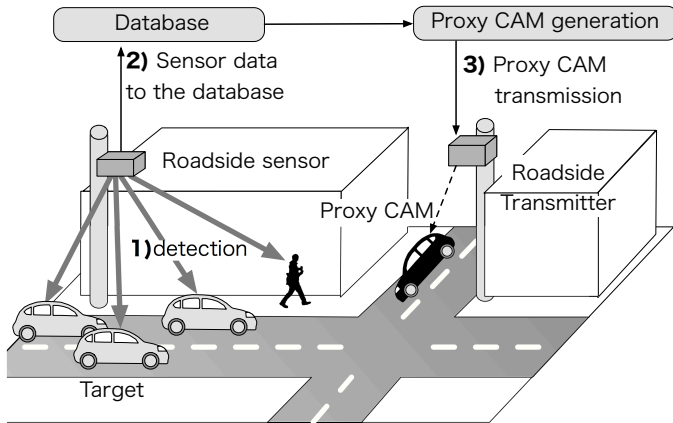 Database
Proxy CAM generation
2) Sensor data
to the database
3) Proxy CAM
transmission
Roadside sensor
Roadside
Transmitter
Proxy CAM
1)detection
Target